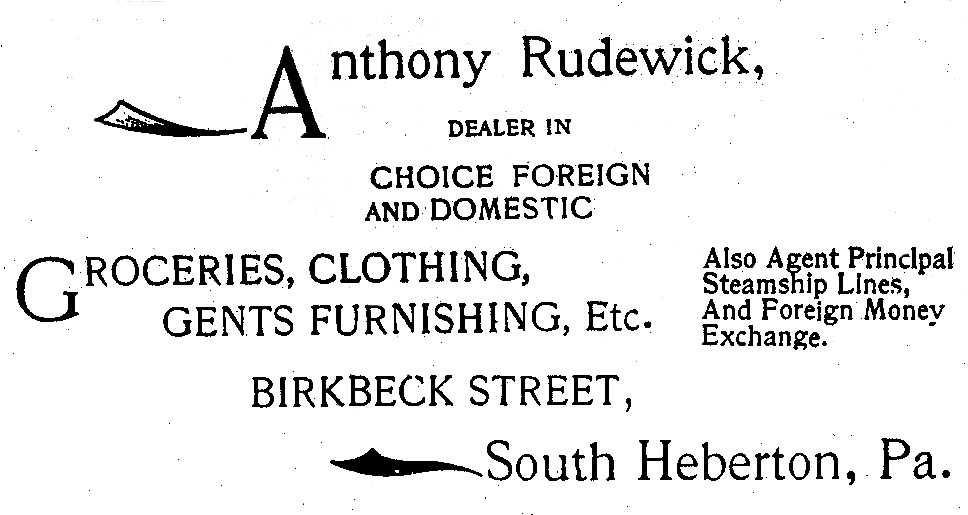 Anthony Rudewick,
DEALER IN
CHOICE FOREIGN
AND DOMESTIC
GROCERIES, CLOTHING,
GENTS FURNISHING, Etc.
Also Agent Principal
Steamship Lines,
And Foreign Money
Exchange.
BIRKBECK STREET,
South Heberton, Pa.